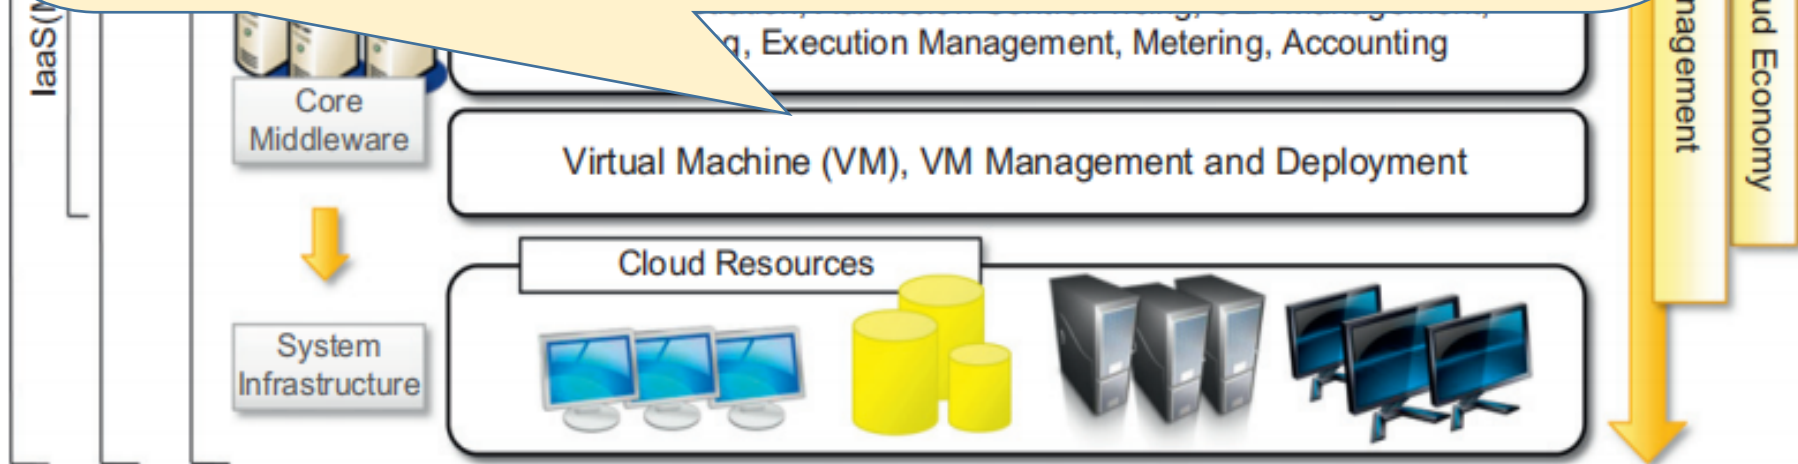 IaaS(
g, Execution Management, Metering, Accounting
Core
Middleware
Virtual Machine (VM), VM Management and Deployment
Cloud Resources
System
Infrastructure
nagement
ud Economy